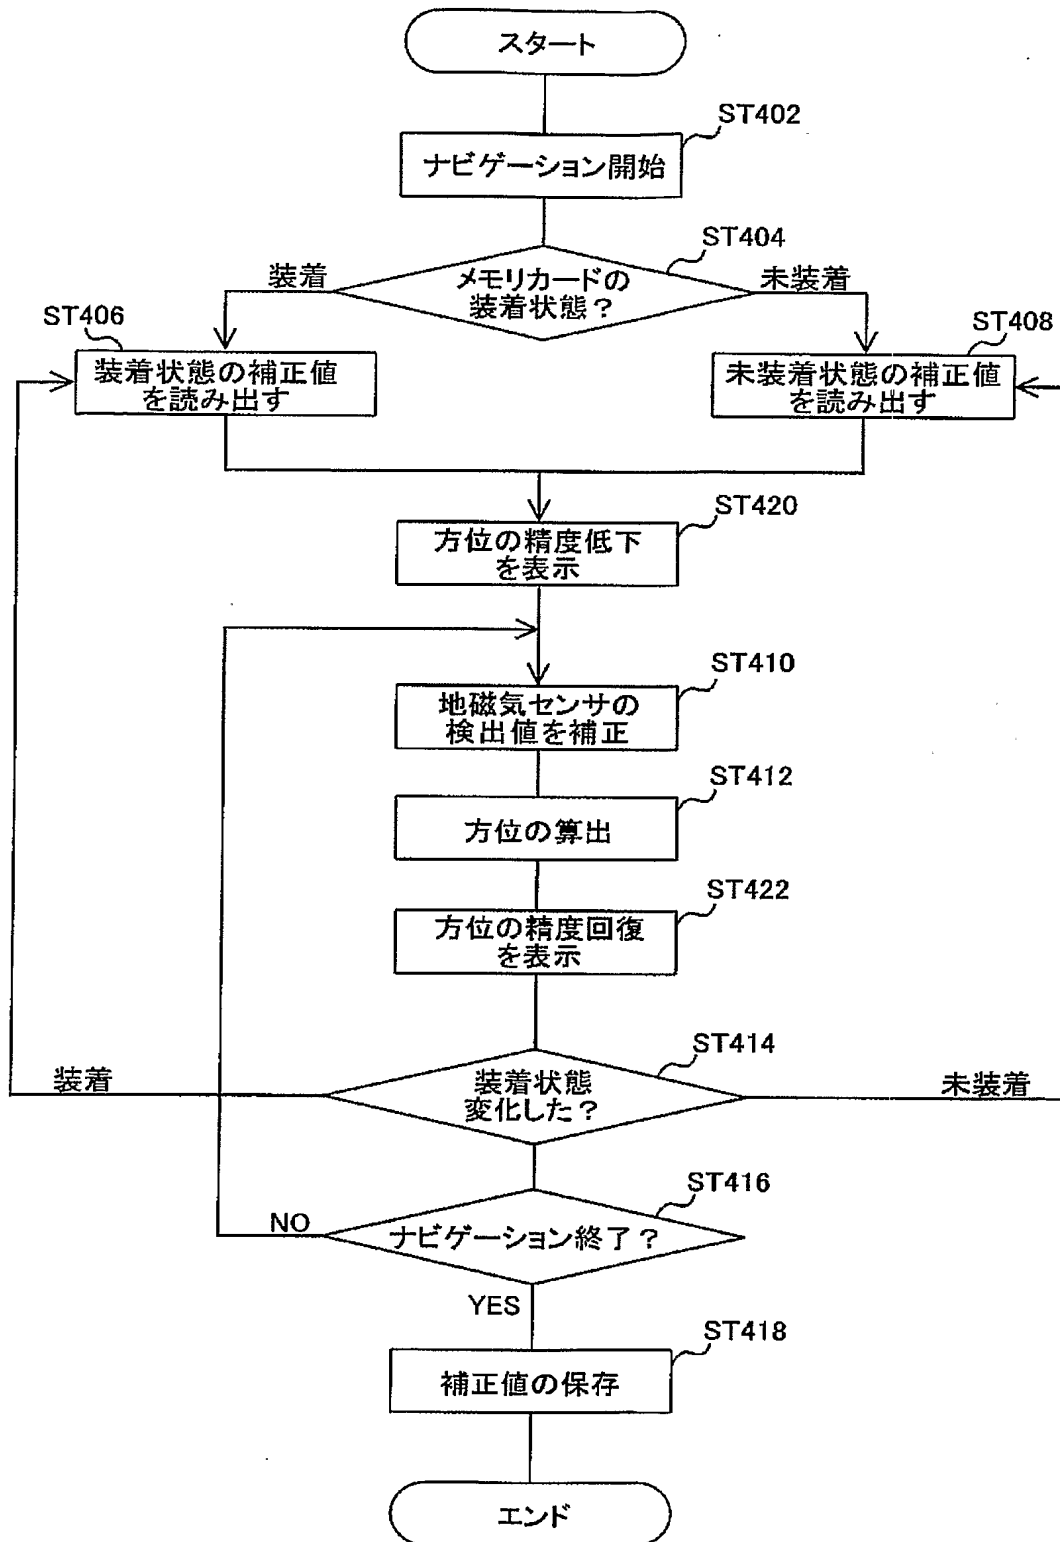 スタート
ST402
ナビゲーション開始
ST404
メモリカードの
装着状態？
装着
未装着
ST406
装着状態の補正値
を読み出す
ST408
未装着状態の補正値
を読み出す
ST420
方位の精度低下
を表示
ST410
地磁気センサの
検出値を補正
ST412
方位の算出
ST422
方位の精度回復
を表示
ST414
装着状態
変化した？
装着
未装着
ST416
ナビゲーション終了？
NO
YES
ST418
補正値の保存
エンド